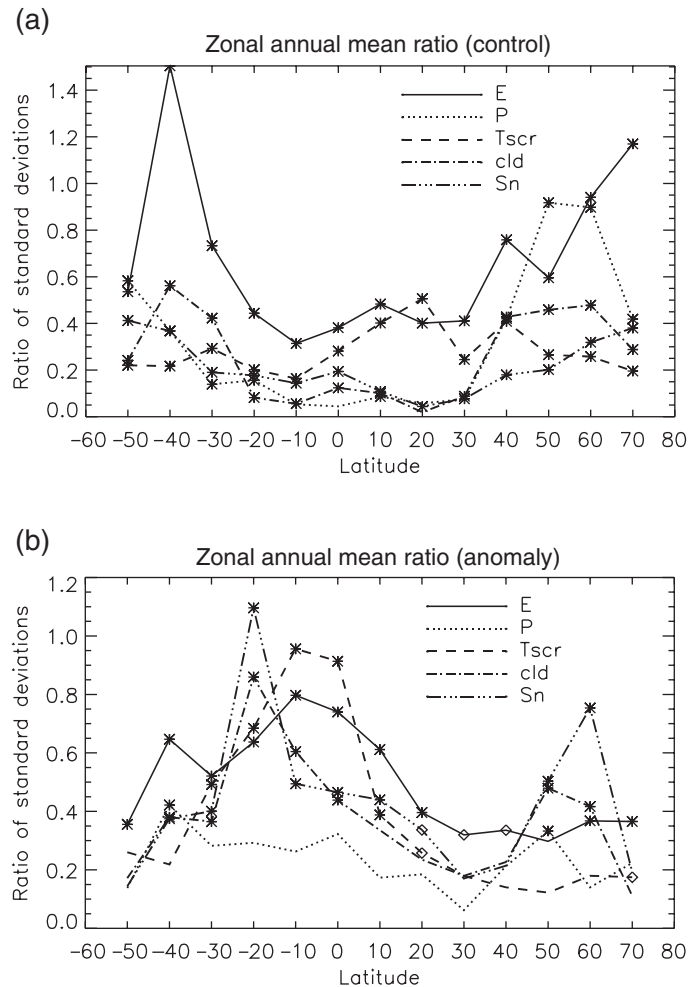 (a)
Zonal annual mean ratio (control)
Ratio of standard deviations
1.4
1.2
1.0
0.8
0.6
0.4
0.2
0.0
E
P
Tscr
cld
Sn
−60 −50 −40 −30 −20 −10 0 10 20 30 40 50 60 70 80
Latitude
(b)
Zonal annual mean ratio (anomaly)
Ratio of standard deviations
1.2
1.0
0.8
0.6
0.4
0.2
0.0
E
P
Tscr
cld
Sn
−60 −50 −40 −30 −20 −10 0 10 20 30 40 50 60 70 80
Latitude